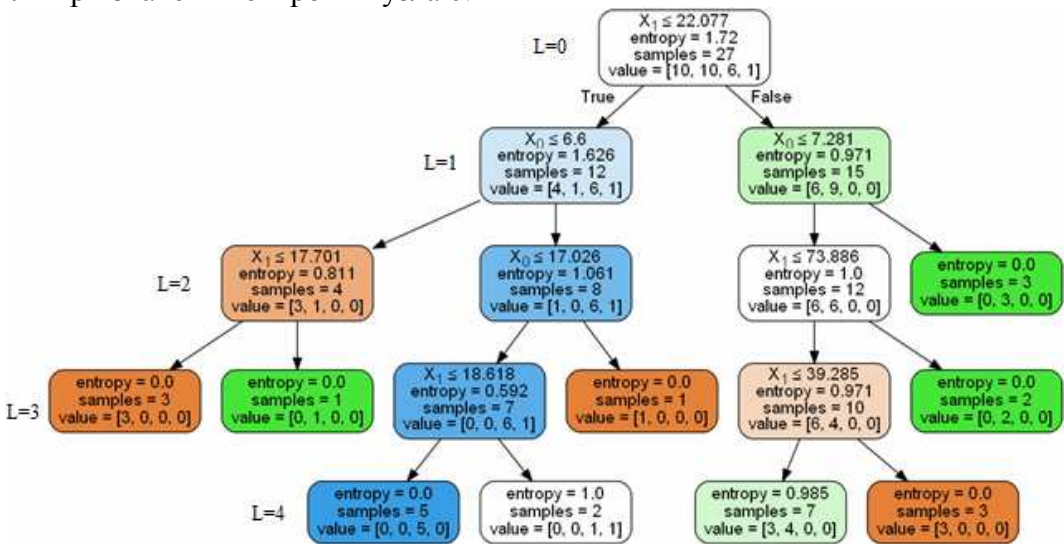 X₁ ≤ 22.077
entropy = 1.72
samples = 27
value = [10, 10, 6, 1]
L=0
True
False
X₀ ≤ 6.6
entropy = 1.626
samples = 12
value = [4, 1, 6, 1]
X₀ ≤ 7.281
entropy = 0.971
samples = 15
value = [6, 9, 0, 0]
L=1
X₁ ≤ 17.701
entropy = 0.811
samples = 4
value = [3, 1, 0, 0]
X₀ ≤ 17.026
entropy = 1.061
samples = 8
value = [1, 0, 6, 1]
X₁ ≤ 73.886
entropy = 1.0
samples = 12
value = [6, 6, 0, 0]
entropy = 0.0
samples = 3
value = [0, 3, 0, 0]
L=2
entropy = 0.0
samples = 3
value = [3, 0, 0, 0]
entropy = 0.0
samples = 1
value = [0, 1, 0, 0]
X₁ ≤ 18.618
entropy = 0.592
samples = 7
value = [0, 0, 6, 1]
entropy = 0.0
samples = 1
value = [1, 0, 0, 0]
X₁ ≤ 39.285
entropy = 0.971
samples = 10
value = [6, 4, 0, 0]
entropy = 0.0
samples = 2
value = [0, 2, 0, 0]
L=3
entropy = 0.0
samples = 5
value = [0, 0, 5, 0]
entropy = 1.0
samples = 2
value = [0, 0, 1, 1]
entropy = 0.985
samples = 7
value = [3, 4, 0, 0]
entropy = 0.0
samples = 3
value = [3, 0, 0, 0]
L=4